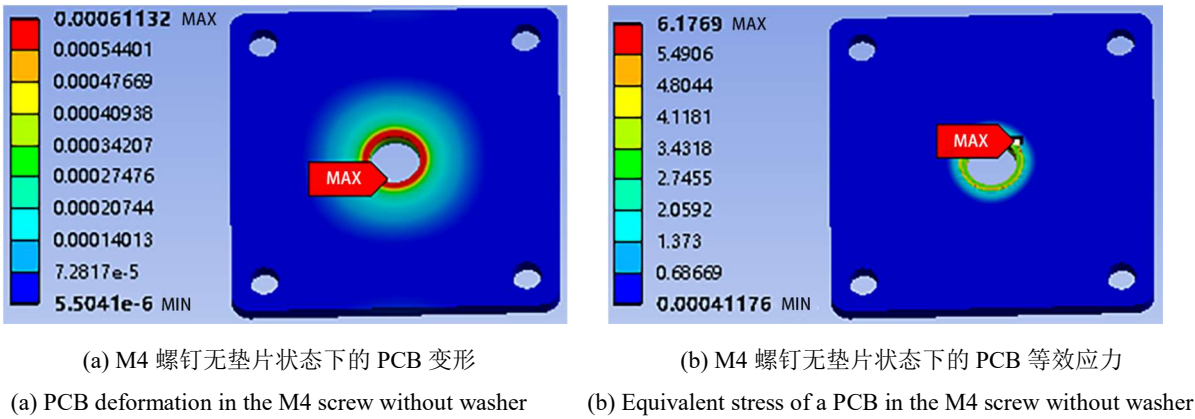 0.00061132 MAX
0.00054401
0.00047669
0.00040938
0.00034207
0.00027476
0.00020744
0.00014013
7.2817e-5
5.5041e-6 MIN
MAX
6.1769 MAX
5.4906
4.8044
4.1181
3.4318
2.7455
2.0592
1.373
0.68669
0.00041176 MIN
MAX
(a) M4 螺钉无垫片状态下的 PCB 变形
(b) M4 螺钉无垫片状态下的 PCB 等效应力
(a) PCB deformation in the M4 screw without washer
(b) Equivalent stress of a PCB in the M4 screw without washer